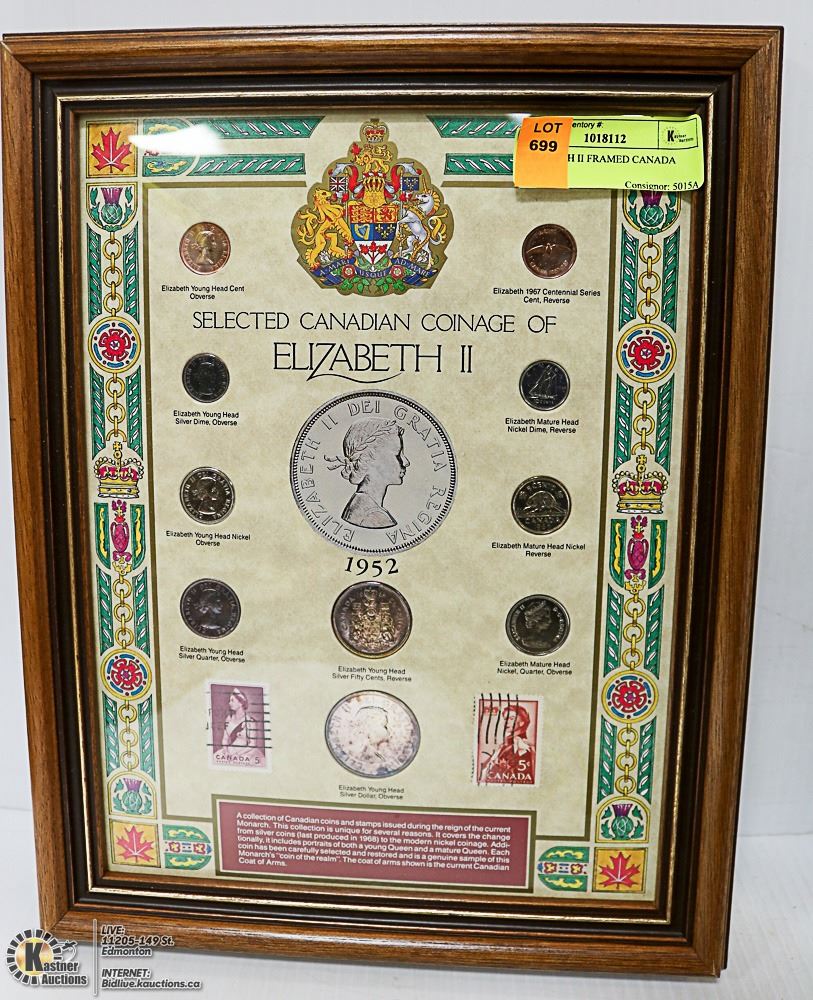 LOT
699
entory #:
1018112
Kastner
Auctions
H II FRAMED CANADA
Consignor: 5015A
A·MARI USQUE AD·MARE
Elizabeth Young Head Cent
Obverse
Elizabeth 1967 Centennial Series
Cent, Reverse
SELECTED CANADIAN COINAGE OF
ELIZABETH II
Elizabeth Young Head
Silver Dime, Obverse
Elizabeth Mature Head
Nickel Dime, Reverse
ELIZABETH II DEI GRATIA REGINA
Elizabeth Young Head Nickel
Obverse
Elizabeth Mature Head Nickel
Reverse
1952
Elizabeth Young Head
Silver Quarter, Obverse
Elizabeth Young Head
Silver Fifty Cents, Reverse
Elizabeth Mature Head
Nickel, Quarter, Obverse
CANADA 5
5¢
CANADA
Elizabeth Young Head
Silver Dollar, Obverse
A collection of Canadian coins and stamps issued during the reign of the current
Monarch. This collection is unique for several reasons. It covers the change
from silver coins (last produced in 1968) to the modern nickel coinage. Addi-
tionally, it includes portraits of both a young Queen and a mature Queen. Each
coin has been carefully selected and restored and is a genuine sample of this
Monarch's "coin of the realm". The coat of arms shown is the current Canadian
Coat of Arms.
Kastner
Auctions
LIVE:
11205-149 St.
Edmonton
INTERNET:
Bidlive.kauctions.ca